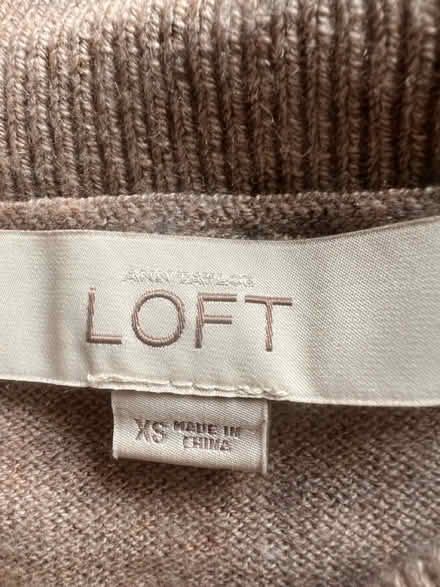 ANN TAYLOR
LOFT
XS MADE IN
CHINA